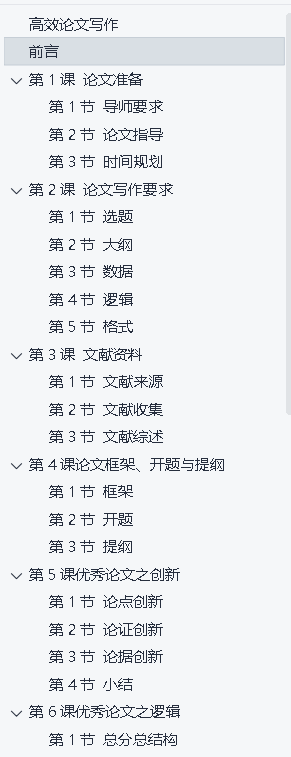 高效论文写作
前言
第 1 课 论文准备
第 1 节 导师要求
第 2 节 论文指导
第 3 节 时间规划
第 2 课 论文写作要求
第 1 节 选题
第 2 节 大纲
第 3 节 数据
第 4 节 逻辑
第 5 节 格式
第 3 课 文献资料
第 1 节 文献来源
第 2 节 文献收集
第 3 节 文献综述
第 4 课论文框架、开题与提纲
第 1 节 框架
第 2 节 开题
第 3 节 提纲
第 5 课优秀论文之创新
第 1 节 论点创新
第 2 节 论证创新
第 3 节 论据创新
第 4 节 小结
第 6 课优秀论文之逻辑
第 1 节 总分总结构